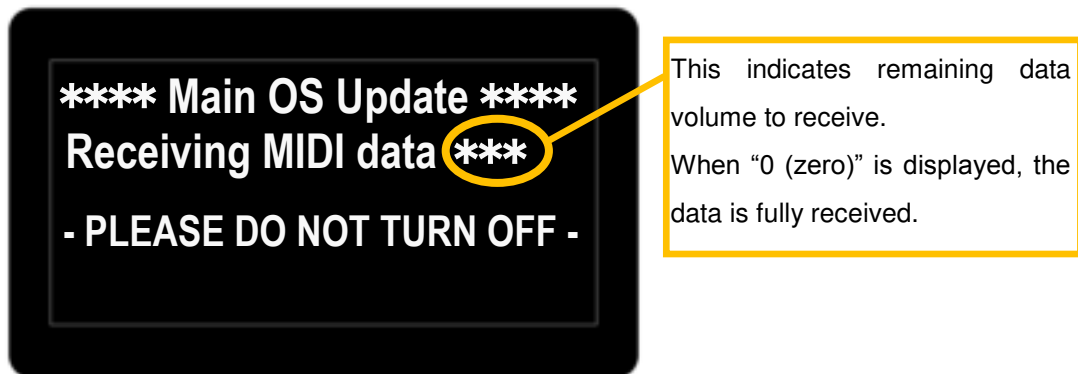 **** Main OS Update ****
Receiving MIDI data ***
- PLEASE DO NOT TURN OFF -
This indicates remaining data
volume to receive.
When “0 (zero)” is displayed, the
data is fully received.